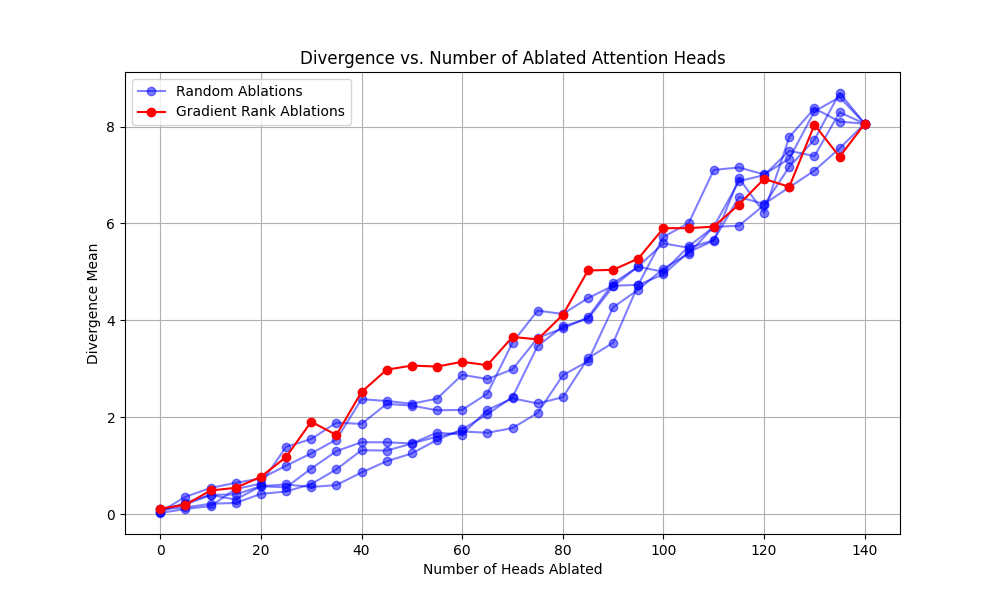 Divergence vs. Number of Ablated Attention Heads
Random Ablations
Gradient Rank Ablations
8
6
4
2
0
Divergence Mean
0 20 40 60 80 100 120 140
Number of Heads Ablated